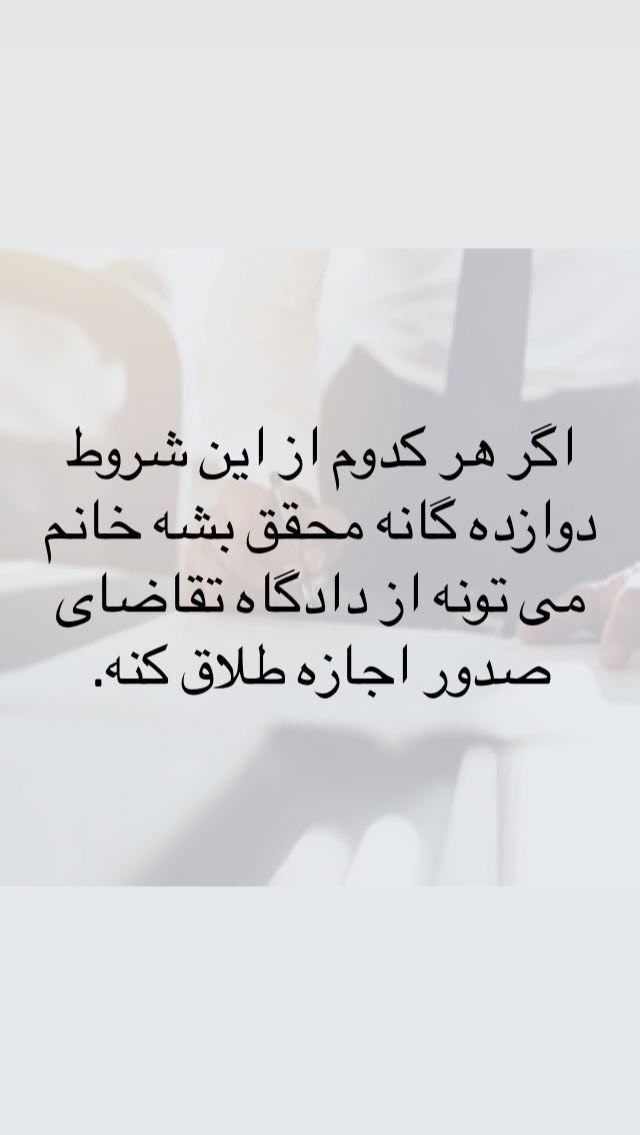 اگر هر کدوم از این شروط
دوازده گانه محقق بشه خانم
می تونه از دادگاه تقاضای
صدور اجازه طلاق کنه.